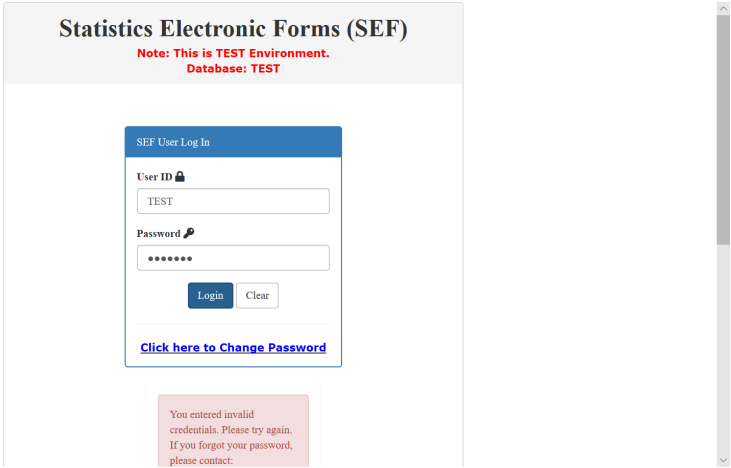 Statistics Electronic Forms (SEF)
Note: This is TEST Environment.
Database: TEST
SEF User Log In
User ID
TEST
Password
•••••••
Login Clear
Click here to Change Password
You entered invalid
credentials. Please try again.
If you forgot your password,
please contact: